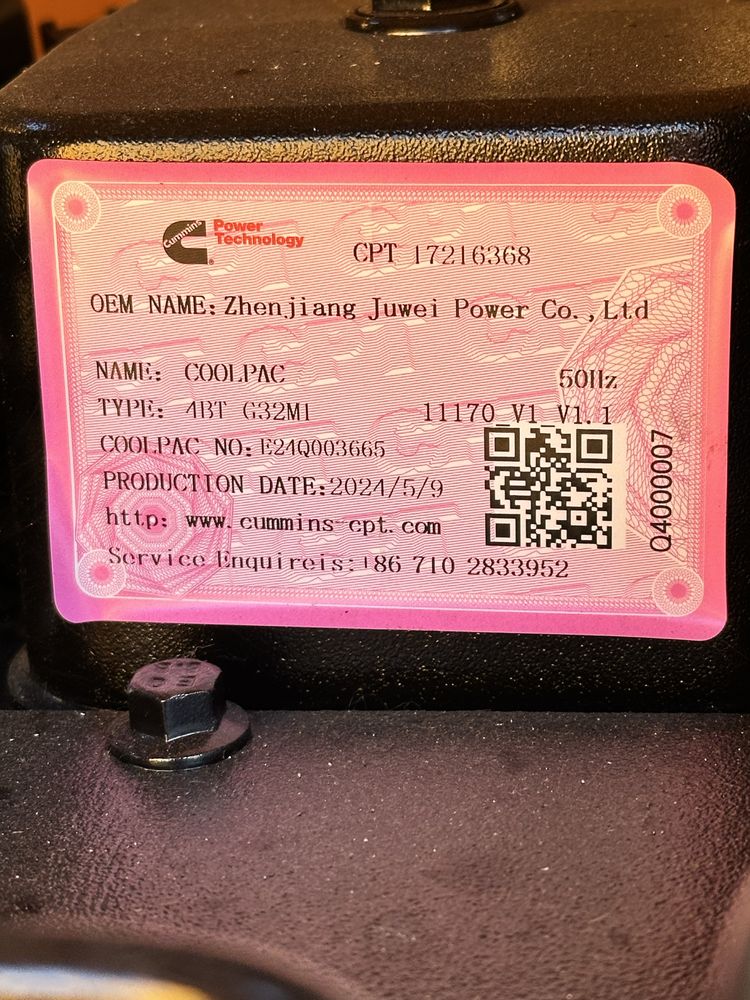 Cummins
Power
Technology
CPT 17216368
OEM NAME: Zhenjiang Juwei Power Co.,Ltd
NAME: COOLPAC
50Hz
TYPE: 4BT G32M1
11170 V1 V1.1
COOLPAC NO: E24Q003665
PRODUCTION DATE:2024/5/9
http: www.cummins-cpt.com
Service Enquireis:+86 710 2833952
Q4000007